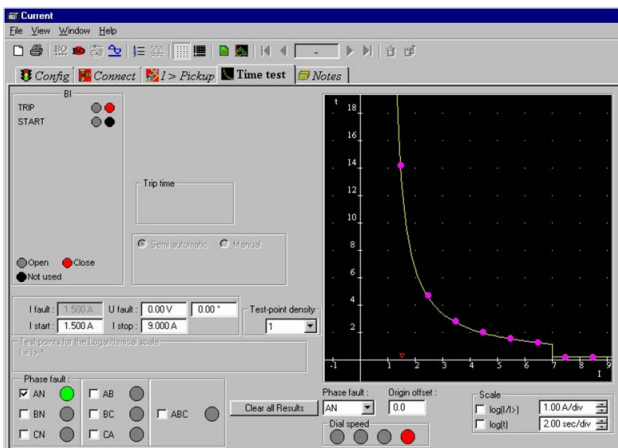 Current
File View Window Help
Config Connect I > Pickup Time test Notes
BI
TRIP
START
Open Close
Not used
Trip time
Semi automatic Manual
I fault : 1.500 A U fault : 0.00 V 0.00 °
I start : 1.500 A I stop : 9.000 A
Test-point density
1
Test-points for the Logarithmical scale
I = I> *
Phase fault :
AN AB
BN BC ABC
CN CA
Clear all Results
t
18
16
14
12
10
8
6
4
2
-1 1 2 3 4 5 6 7 8 9
I
Phase fault : Origin offset :
AN 0.0
Dial speed
Scale
log(I/I>) 1.00 A/div
log(t) 2.00 sec/div